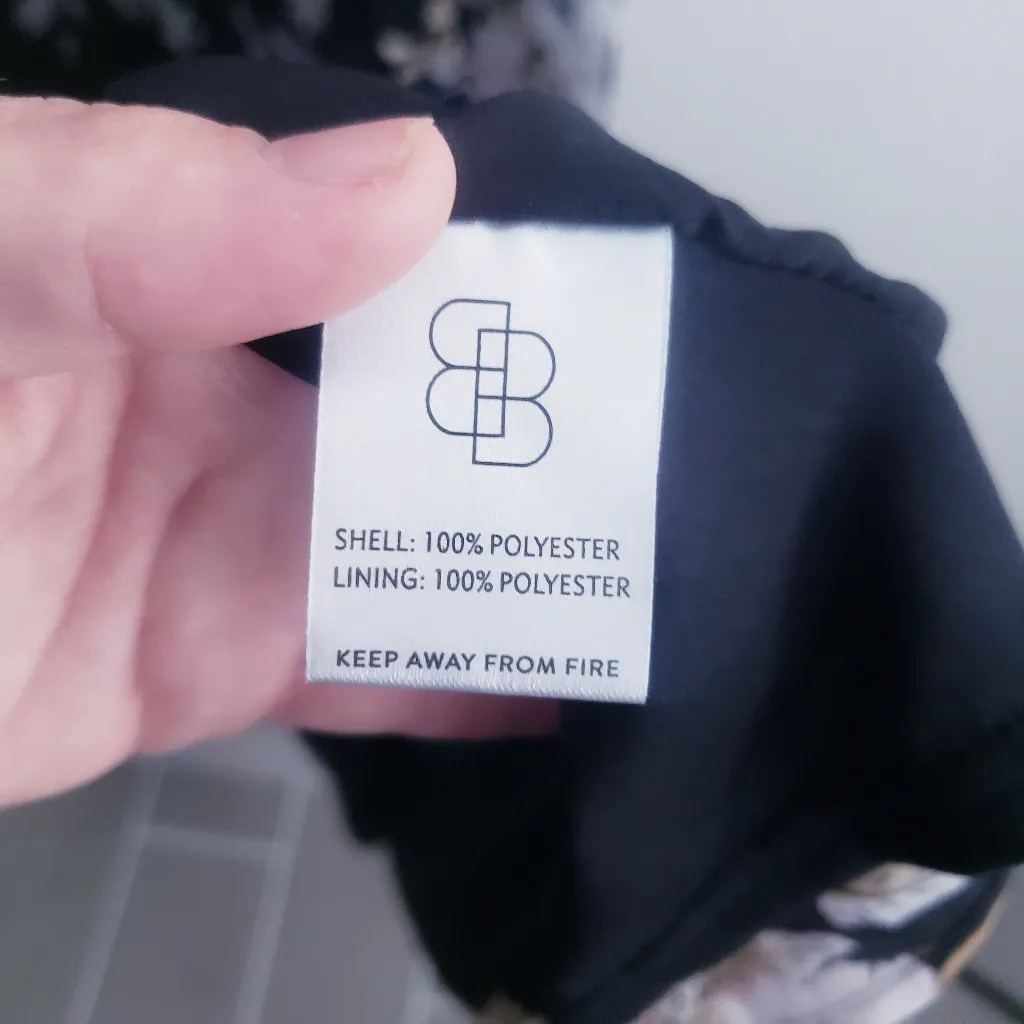 SHELL: 100% POLYESTER
LINING: 100% POLYESTER
KEEP AWAY FROM FIRE